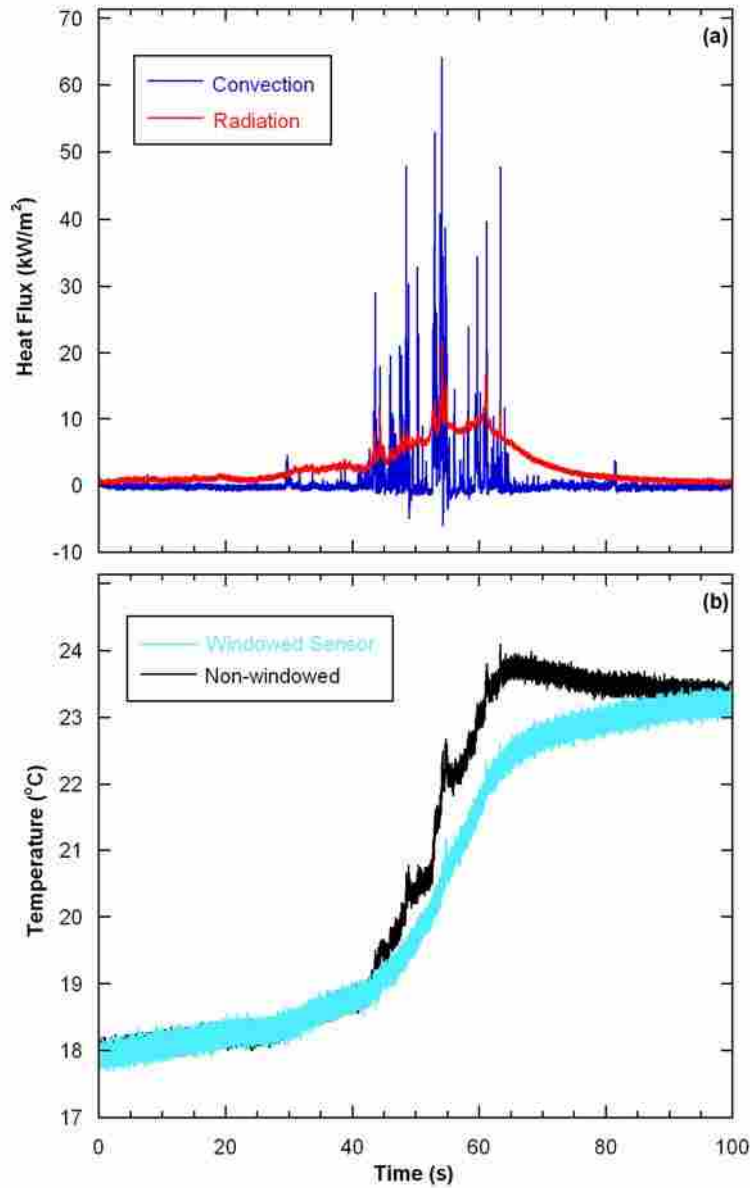 (a)
Convection
Radiation
70
60
50
40
30
20
10
0
-10
Heat Flux (kW/m²)
(b)
Windowed Sensor
Non-windowed
24
23
22
21
20
19
18
17
Temperature (°C)
0 20 40 60 80 100
Time (s)